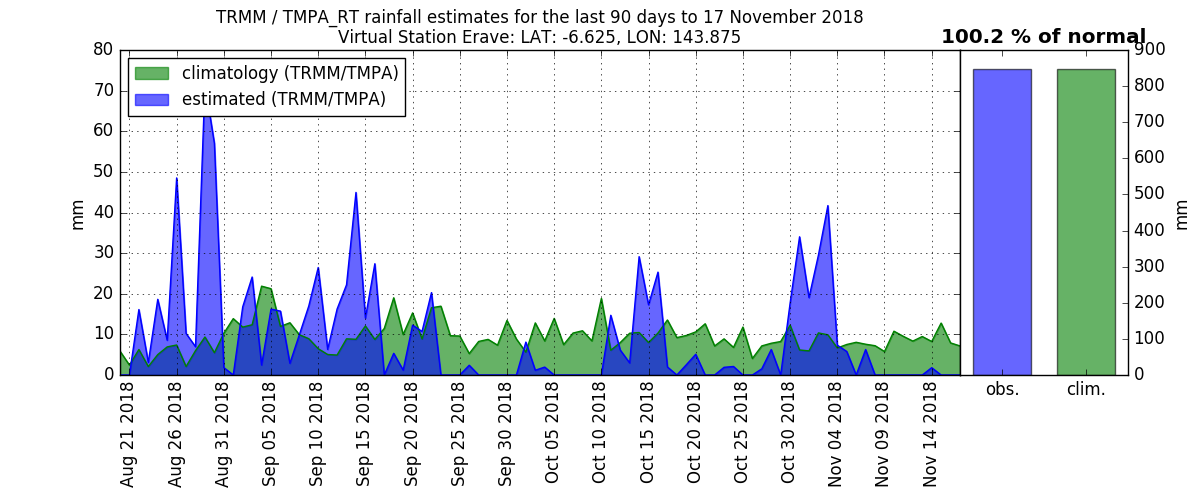 TRMM / TMPA_RT rainfall estimates for the last 90 days to 17 November 2018
Virtual Station Erave: LAT: -6.625, LON: 143.875
100.2 % of normal
climatology (TRMM/TMPA)
estimated (TRMM/TMPA)
mm
80
70
60
50
40
30
20
10
0
Aug 21 2018
Aug 26 2018
Aug 31 2018
Sep 05 2018
Sep 10 2018
Sep 15 2018
Sep 20 2018
Sep 25 2018
Sep 30 2018
Oct 05 2018
Oct 10 2018
Oct 15 2018
Oct 20 2018
Oct 25 2018
Oct 30 2018
Nov 04 2018
Nov 09 2018
Nov 14 2018
obs.
clim.
900
800
700
600
500
400
300
200
100
0
mm